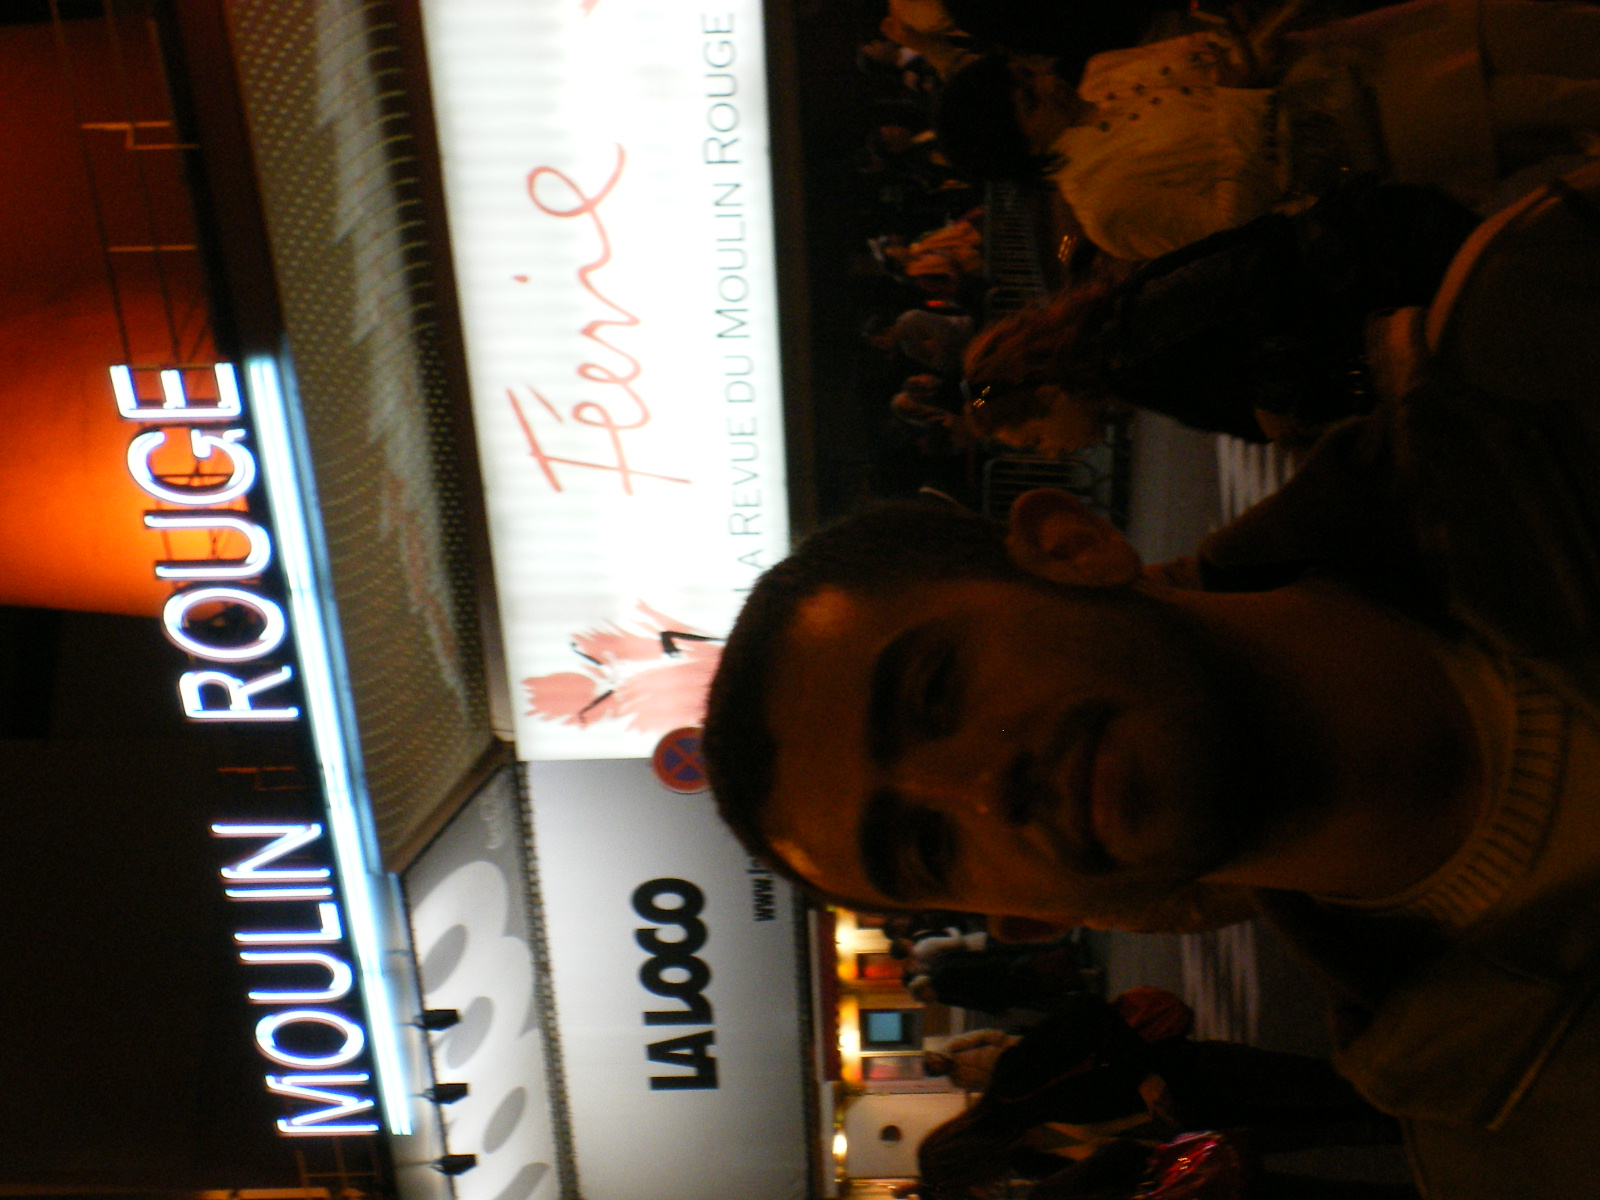 MOULIN ROUGE
Féerie
LA REVUE DU MOULIN ROUGE
LA LOCO